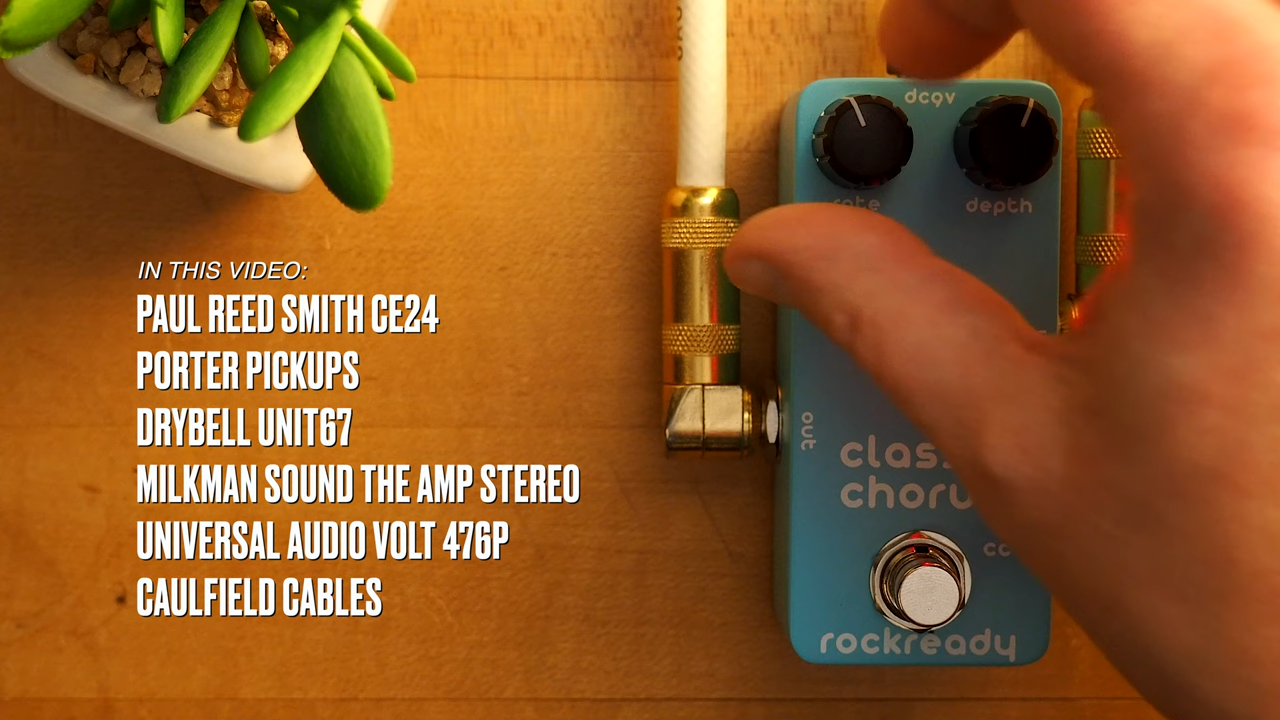 IN THIS VIDEO:
PAUL REED SMITH CE24
PORTER PICKUPS
DRYBELL UNIT67
MILKMAN SOUND THE AMP STEREO
UNIVERSAL AUDIO VOLT 476P
CAULFIELD CABLES
dc9v
rate depth
out
rockready